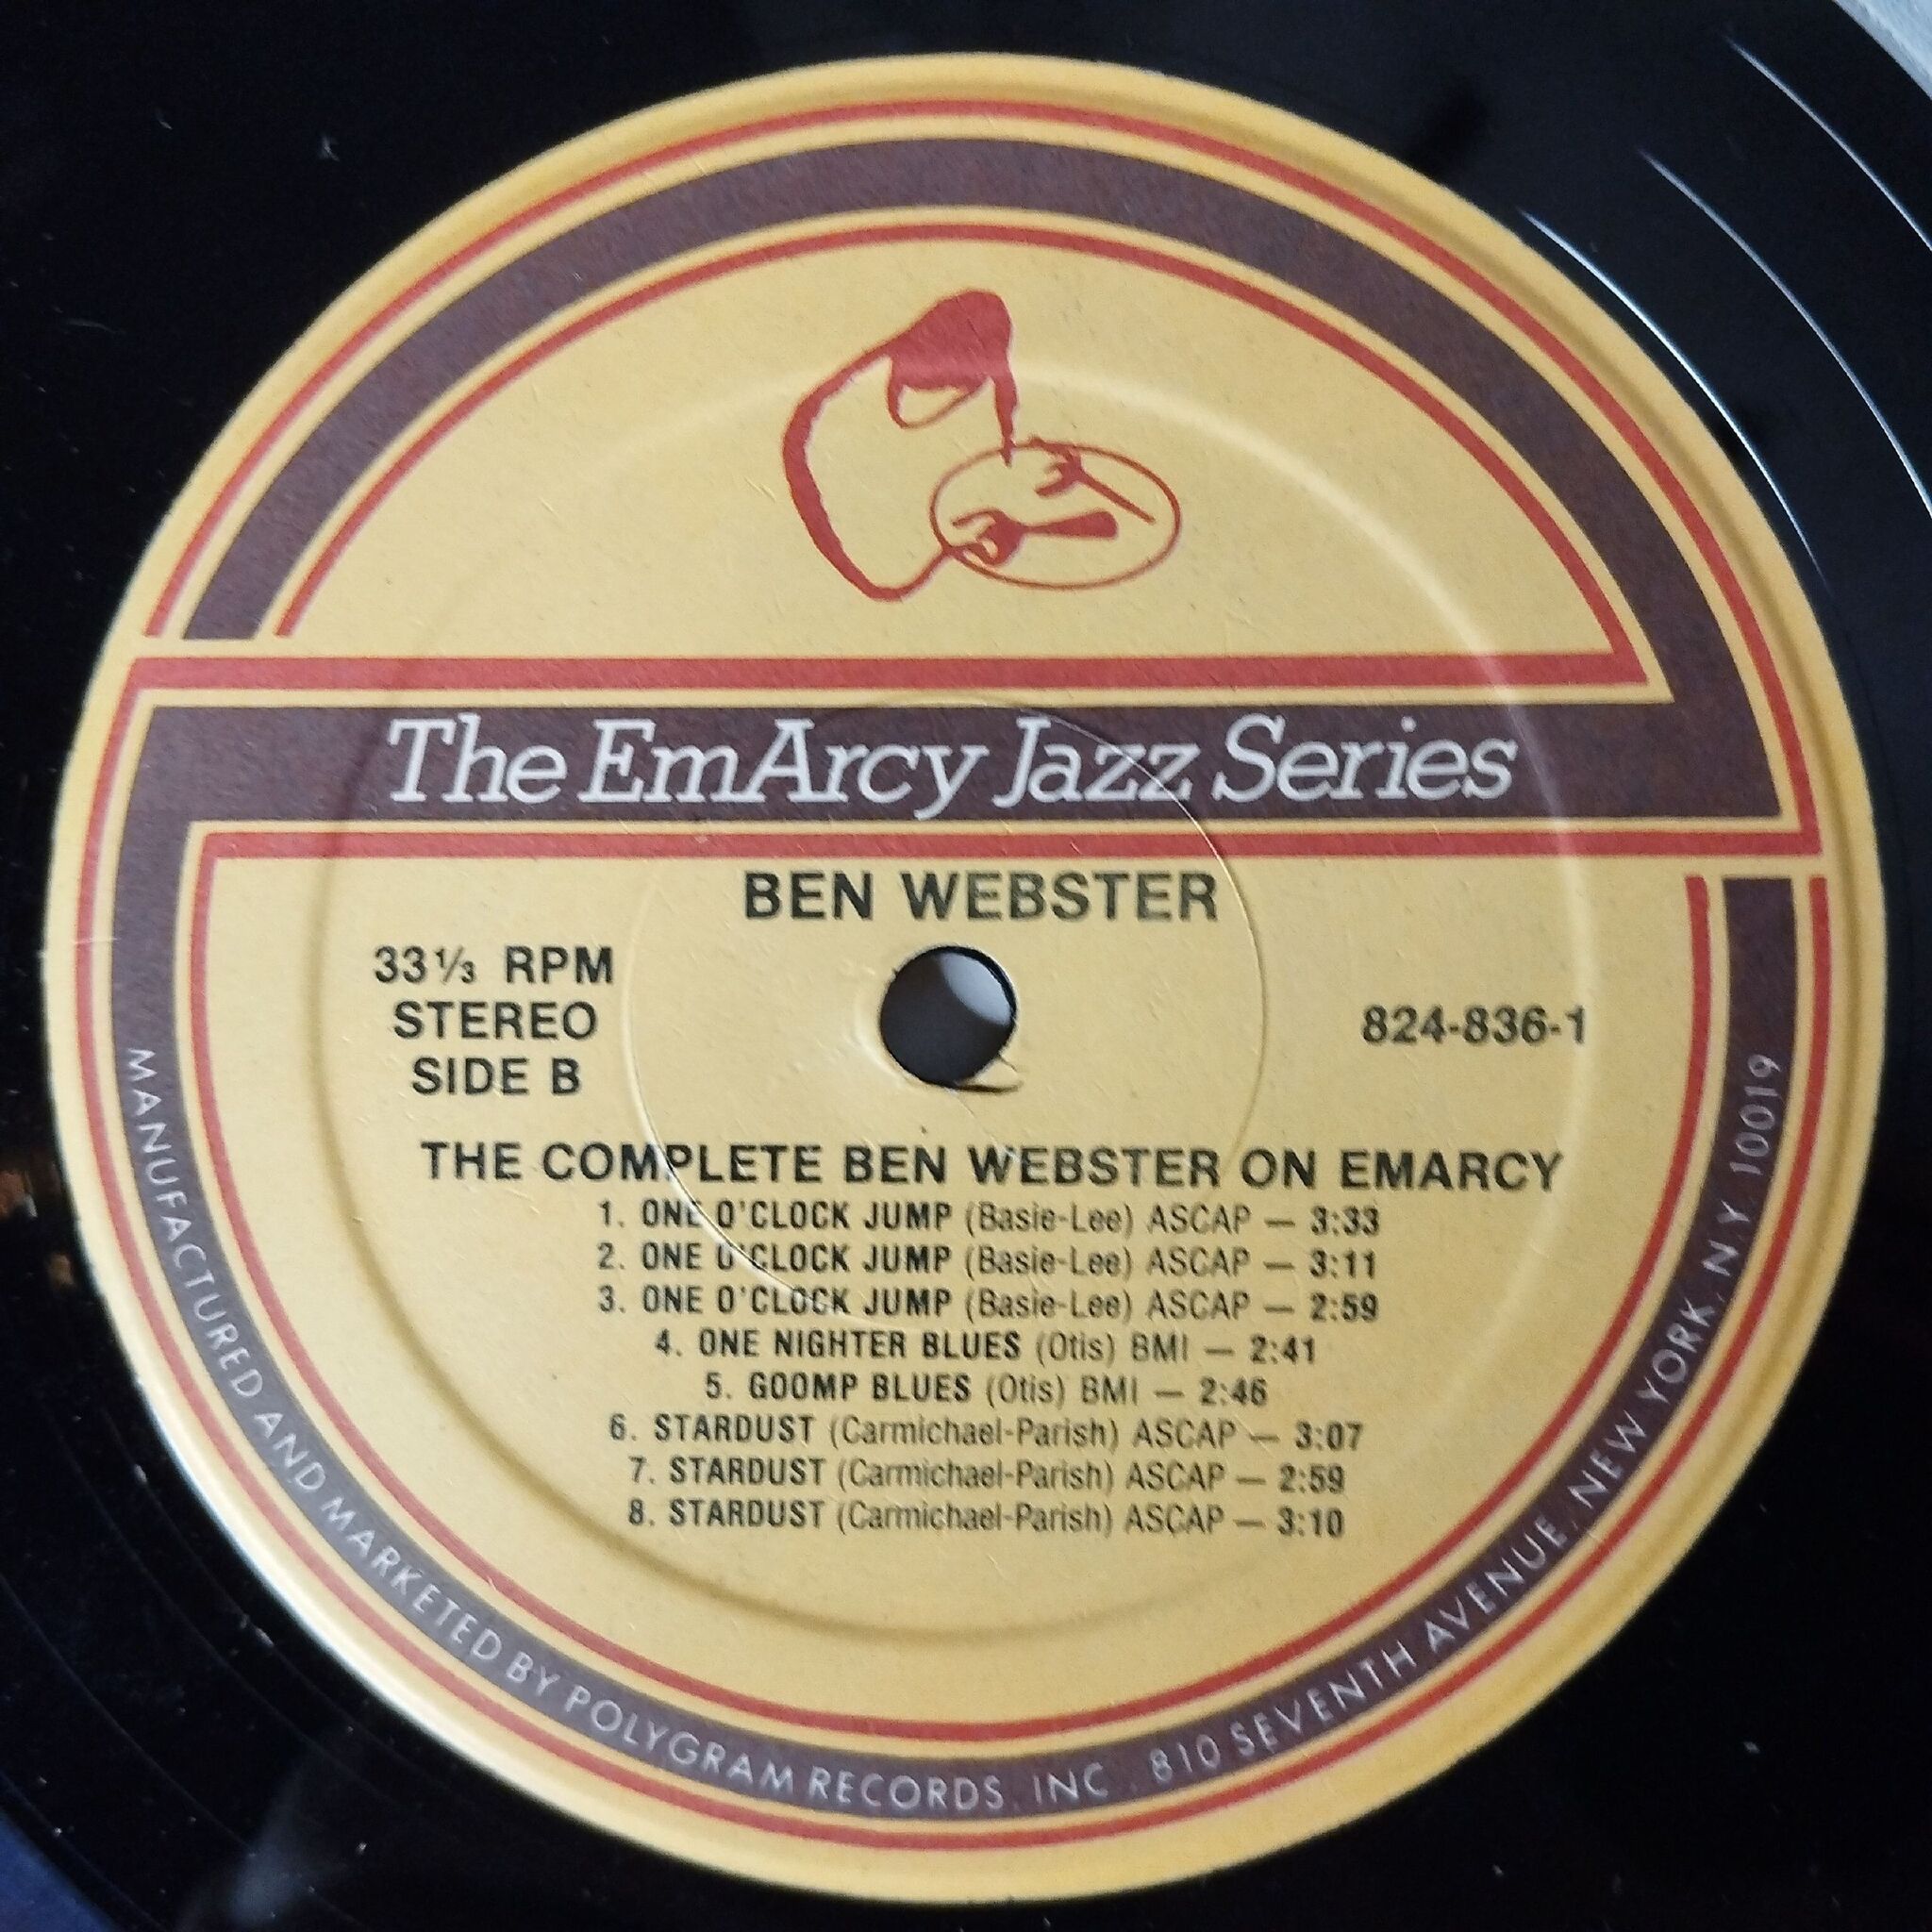 The EmArcy Jazz Series
BEN WEBSTER
33⅓ RPM
STEREO
SIDE B
824-836-1
THE COMPLETE BEN WEBSTER ON EMARCY
1. ONE O'CLOCK JUMP (Basie-Lee) ASCAP — 3:33
2. ONE O'CLOCK JUMP (Basie-Lee) ASCAP — 3:11
3. ONE O'CLOCK JUMP (Basie-Lee) ASCAP — 2:59
4. ONE NIGHTER BLUES (Otis) BMI — 2:41
5. GOOMP BLUES (Otis) BMI — 2:46
6. STARDUST (Carmichael-Parish) ASCAP — 3:07
7. STARDUST (Carmichael-Parish) ASCAP — 2:59
8. STARDUST (Carmichael-Parish) ASCAP — 3:10
MANUFACTURED AND MARKETED BY POLYGRAM RECORDS, INC. 810 SEVENTH AVENUE, NEW YORK, N.Y. 10019